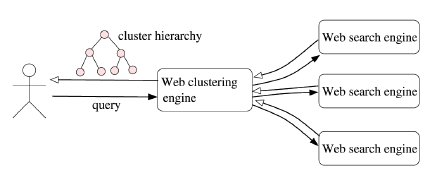 cluster hierarchy
query
Web clustering
engine
Web search engine
Web search engine
Web search engine